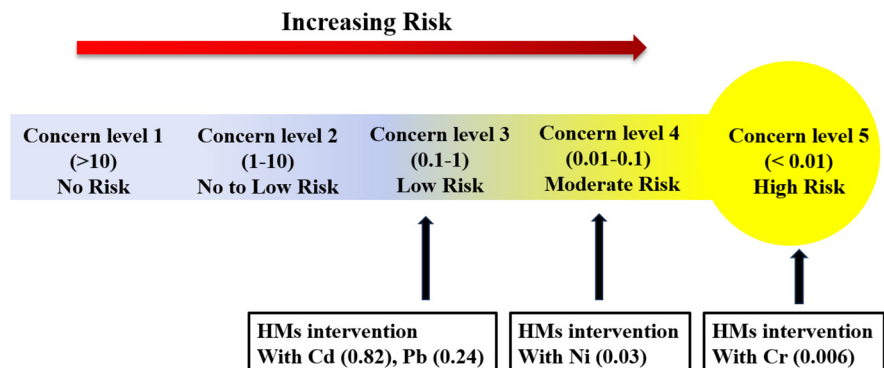 Increasing Risk
Concern level 1
(>10)
No Risk
Concern level 2
(1-10)
No to Low Risk
Concern level 3
(0.1-1)
Low Risk
Concern level 4
(0.01-0.1)
Moderate Risk
Concern level 5
(< 0.01)
High Risk
HMs intervention
With Cd (0.82), Pb (0.24)
HMs intervention
With Ni (0.03)
HMs intervention
With Cr (0.006)